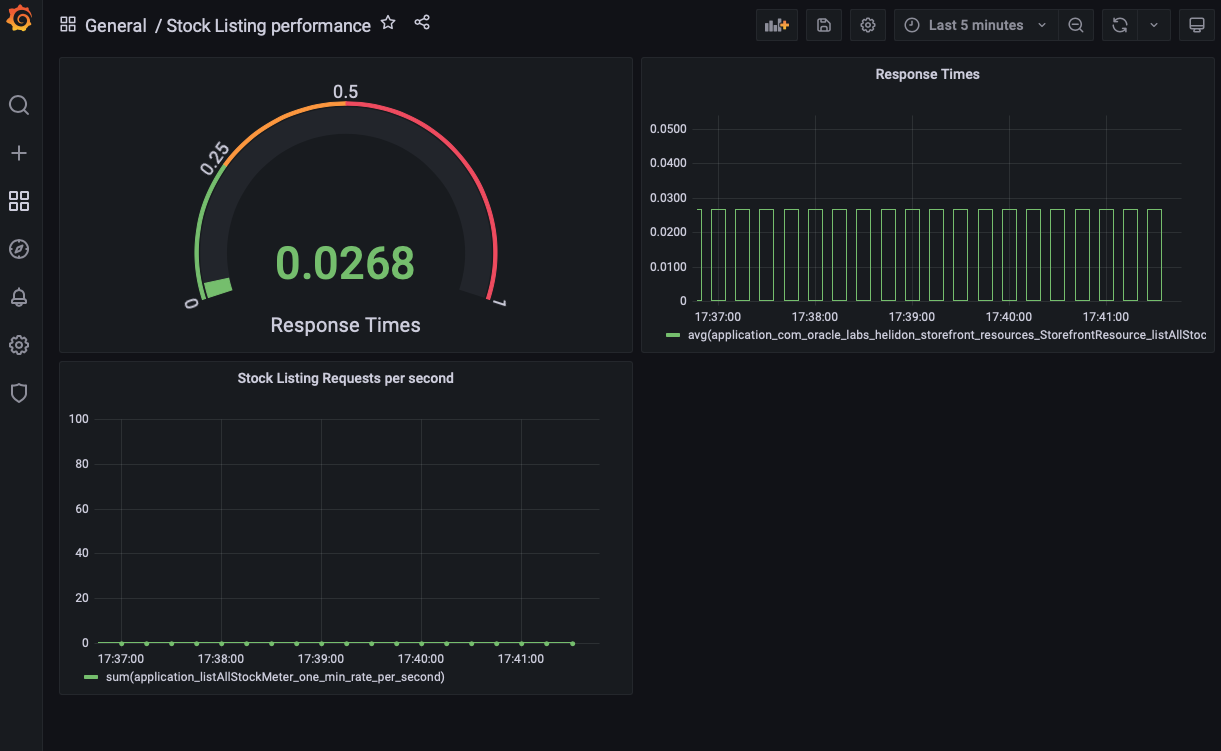 General / Stock Listing performance
Last 5 minutes
0
0.25
0.5
1
0.0268
Response Times
Response Times
0.0500
0.0400
0.0300
0.0200
0.0100
0
17:37:00 17:38:00 17:39:00 17:40:00 17:41:00
avg(application_com_oracle_labs_helidon_storefront_resources_StorefrontResource_listAllStoc
Stock Listing Requests per second
100
80
60
40
20
0
17:37:00 17:38:00 17:39:00 17:40:00 17:41:00
sum(application_listAllStockMeter_one_min_rate_per_second)